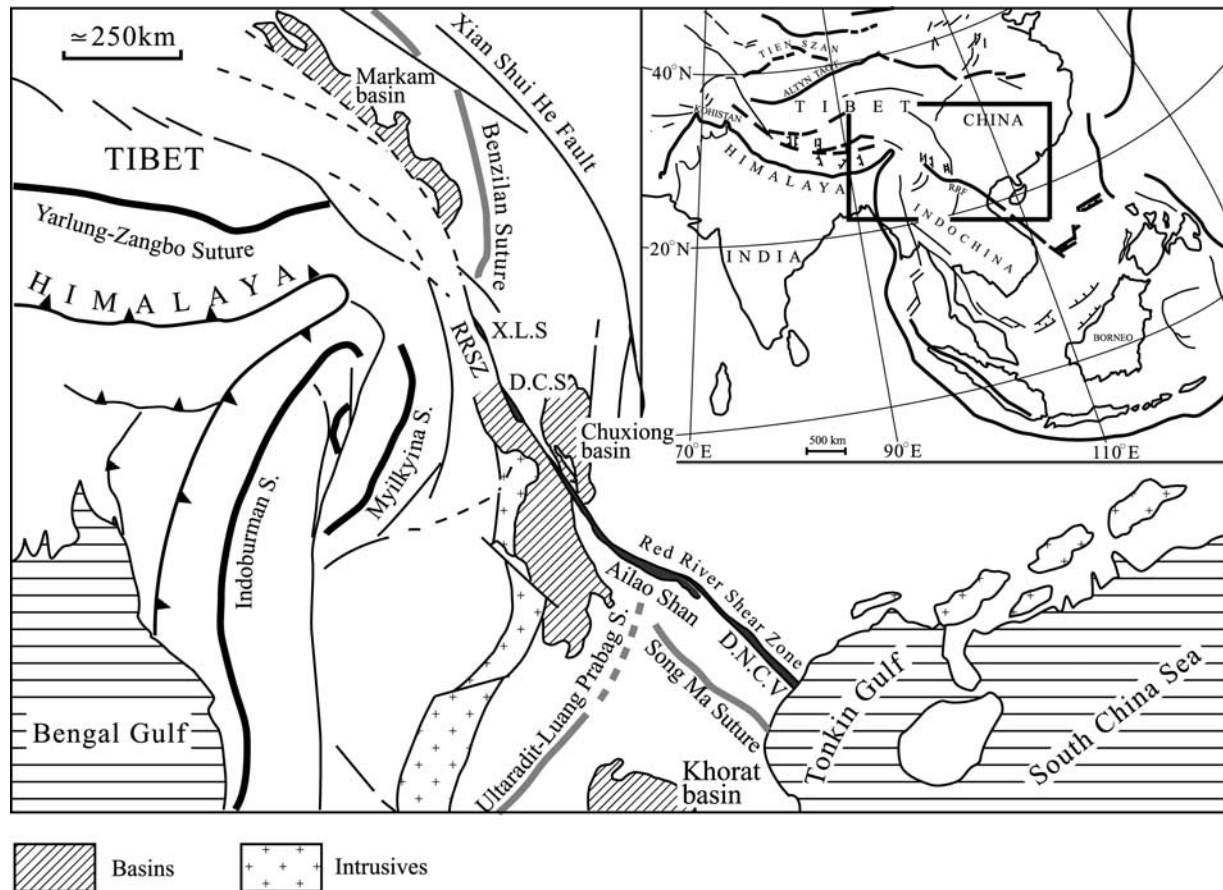 ≃250km
Markam
basin
Xian Shui He Fault
Benzilan Suture
TIBET
Yarlung-Zangbo Suture
HIMALAYA
RRSZ
X.L.S
D.C.S
Chuxiong
basin
Indoburman S.
Myilkyina S.
Red River Shear Zone
Ailao Shan
D.N.C.V
Ultaradit-Luang Prabag S.
Song Ma Suture
Bengal Gulf
Khorat
basin
Tonkin Gulf
South China Sea
40°N
TIEN SZAN
ALTYN TAGE
TIBET
KOHISTAN
CHINA
HIMALAYA
RRF
INDOCHINA
20°N
INDIA
BORNEO
500 km
70°E
90°E
110°E
Basins
Intrusives